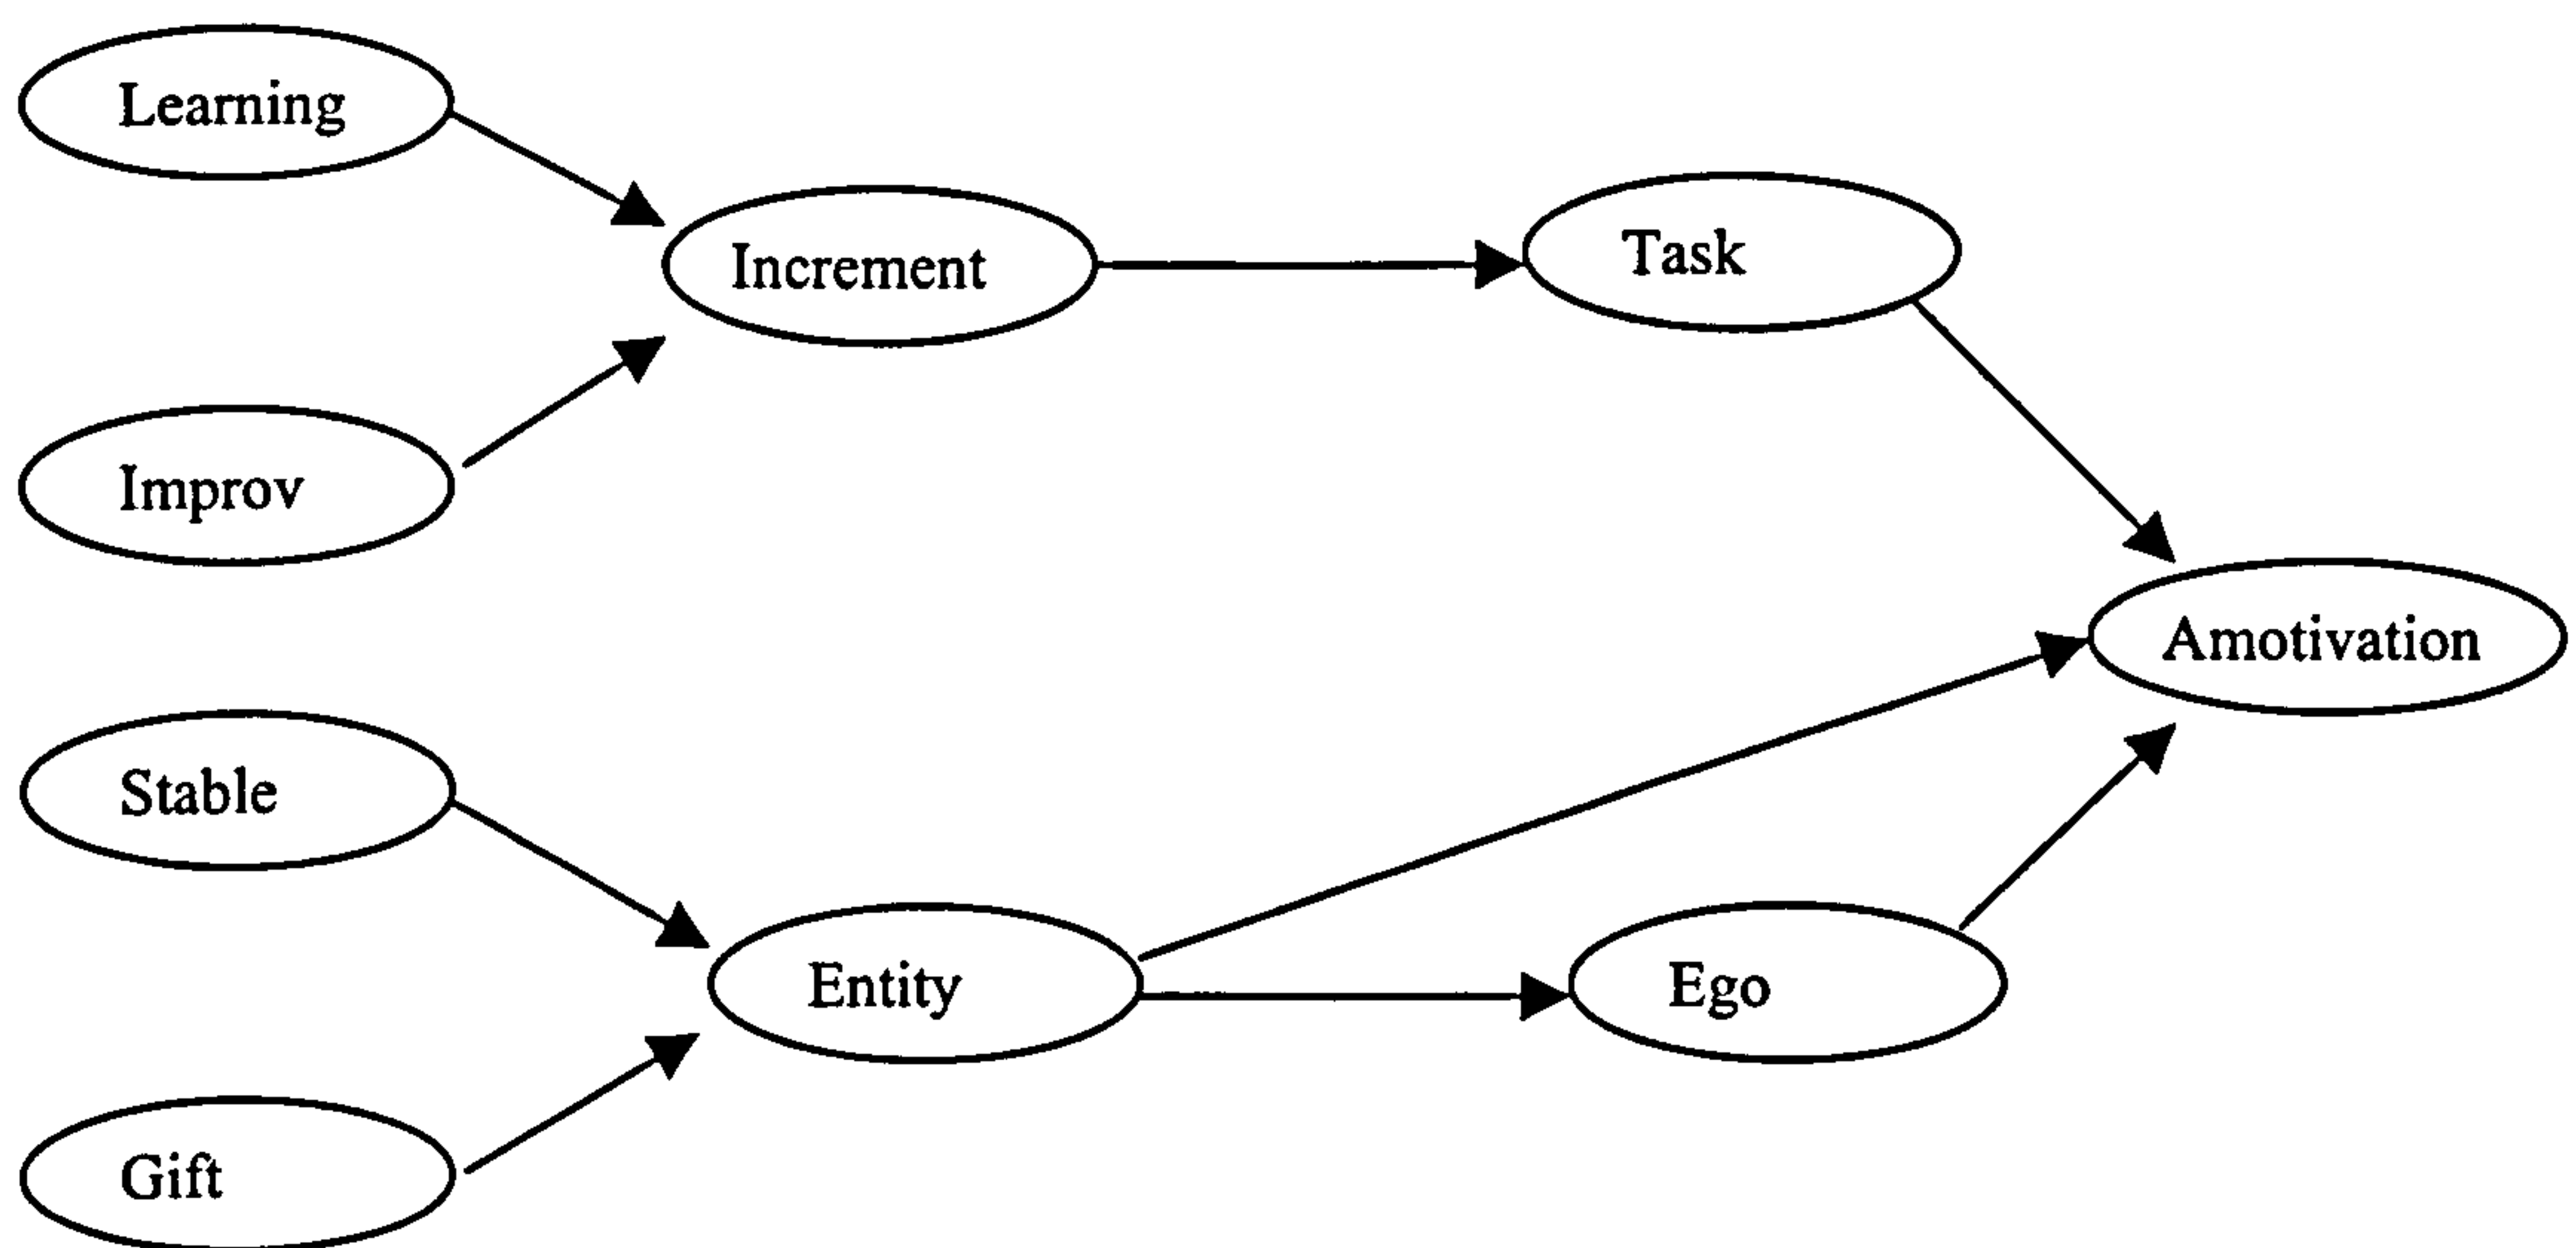 Learning
Increment
Task
Improv
Amotivation
Stable
Entity
Ego
Gift